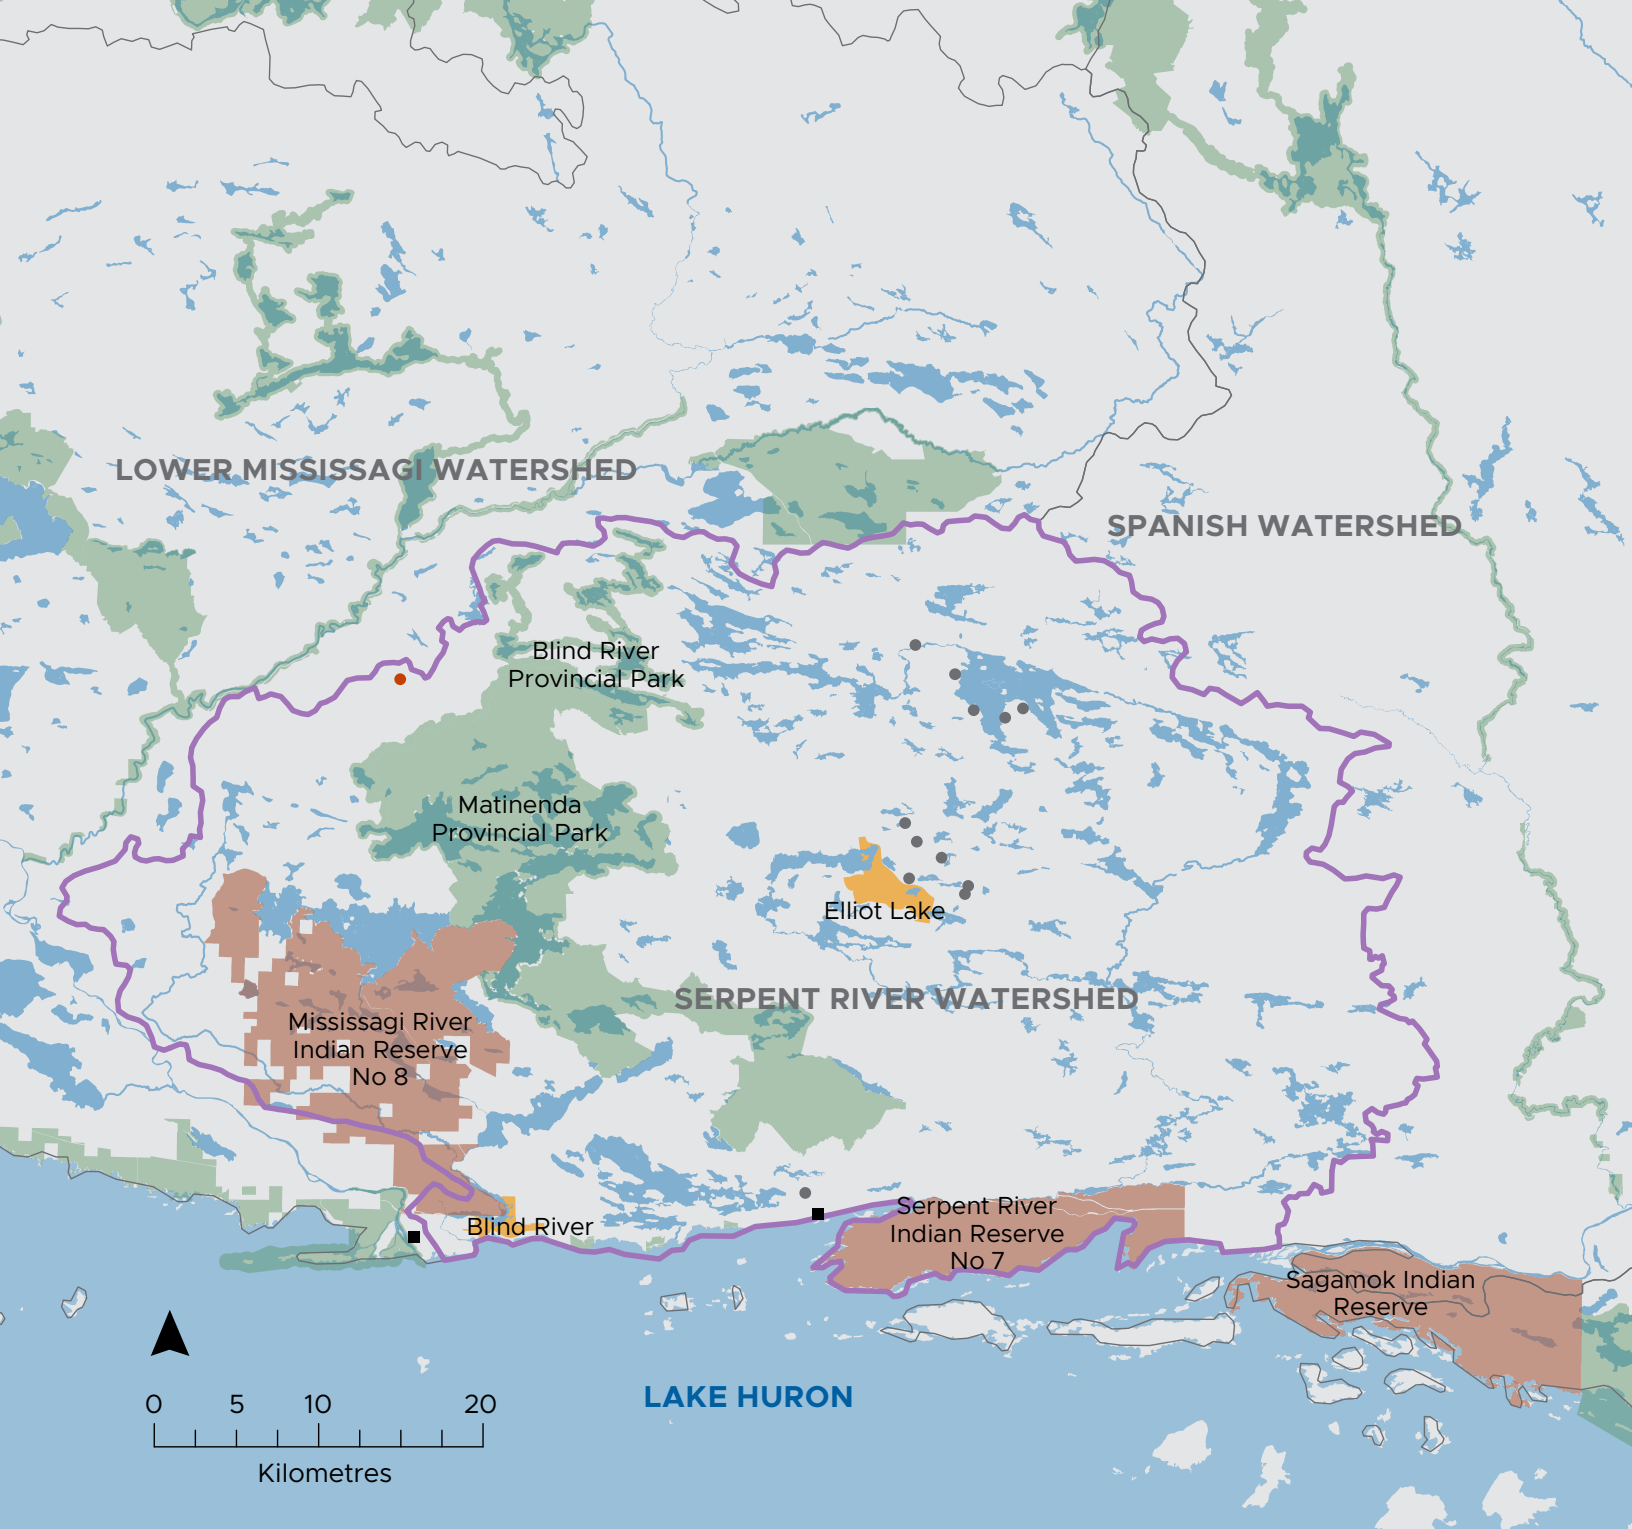 LOWER MISSISSAGI WATERSHED
SPANISH WATERSHED
Blind River
Provincial Park
Matinenda
Provincial Park
Elliot Lake
SERPENT RIVER WATERSHED
Mississagi River
Indian Reserve
No 8
Blind River
Serpent River
Indian Reserve
No 7
Sagamok Indian
Reserve
LAKE HURON
0 5 10 20
Kilometres